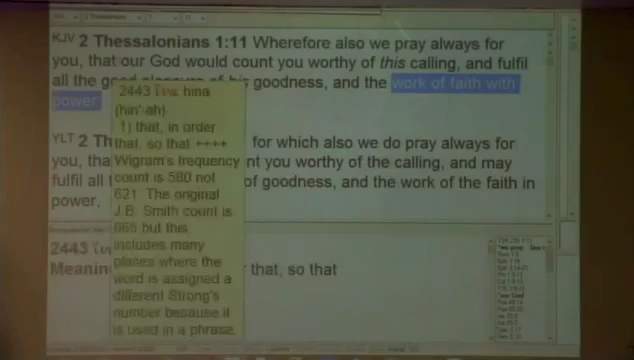 KJV 2 Thessalonians 1:11 Wherefore also we pray always for
you, that our God would count you worthy of this calling, and fulfil
all the good pleasure of his goodness, and the work of faith with
power
2443 ἵνα hina
(hin'-ah)
1) that, in order
that, so that ++++
Wigram's frequency
count is 580 not
621. The original
J.B. Smith count is
665 but this
includes many
places where the
word is assigned a
different Strong's
number because it
is used in a phrase.
YLT 2 Th for which also we do pray always for
you, tha nt you worthy of the calling, and may
fulfil all t of goodness, and the work of the faith in
power,
2443 ἵνα
Meanin that, so that